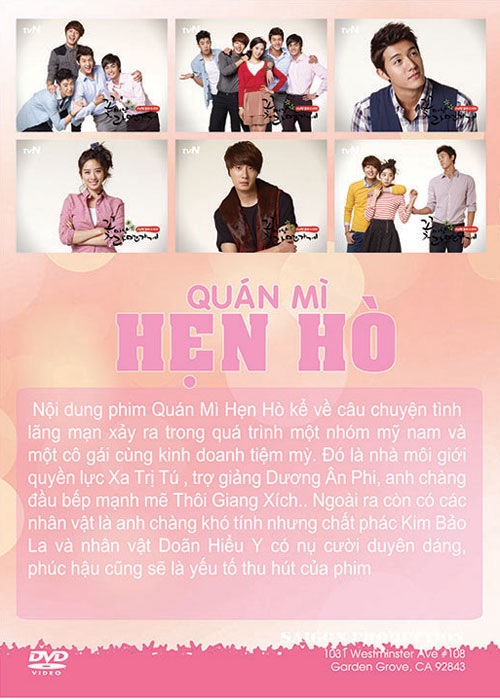 tvN
tvN
tvN
tvN
tvN
tvN
QUÁN MÌ
HẸN HÒ
Nội dung phim Quán Mì Hẹn Hò kể về câu chuyện tình
lãng mạn xảy ra trong quá trình một nhóm mỹ nam và
một cô gái cùng kinh doanh tiệm mỳ. Đó là nhà môi giới
quyền lực Xa Trị Tú , trợ giảng Dương Ân Phi, anh chàng
đầu bếp mạnh mẽ Thôi Giang Xích.. Ngoài ra còn có các
nhân vật là anh chàng khó tính nhưng chất phác Kim Bảo
La và nhân vật Doãn Hiểu Y có nụ cười duyên dáng,
phúc hậu cũng sẽ là yếu tố thu hút của phim
SAIGON PRODUCTION
1031 Westminster Ave #108
Garden Grove, CA 92843
DVD
VIDEO